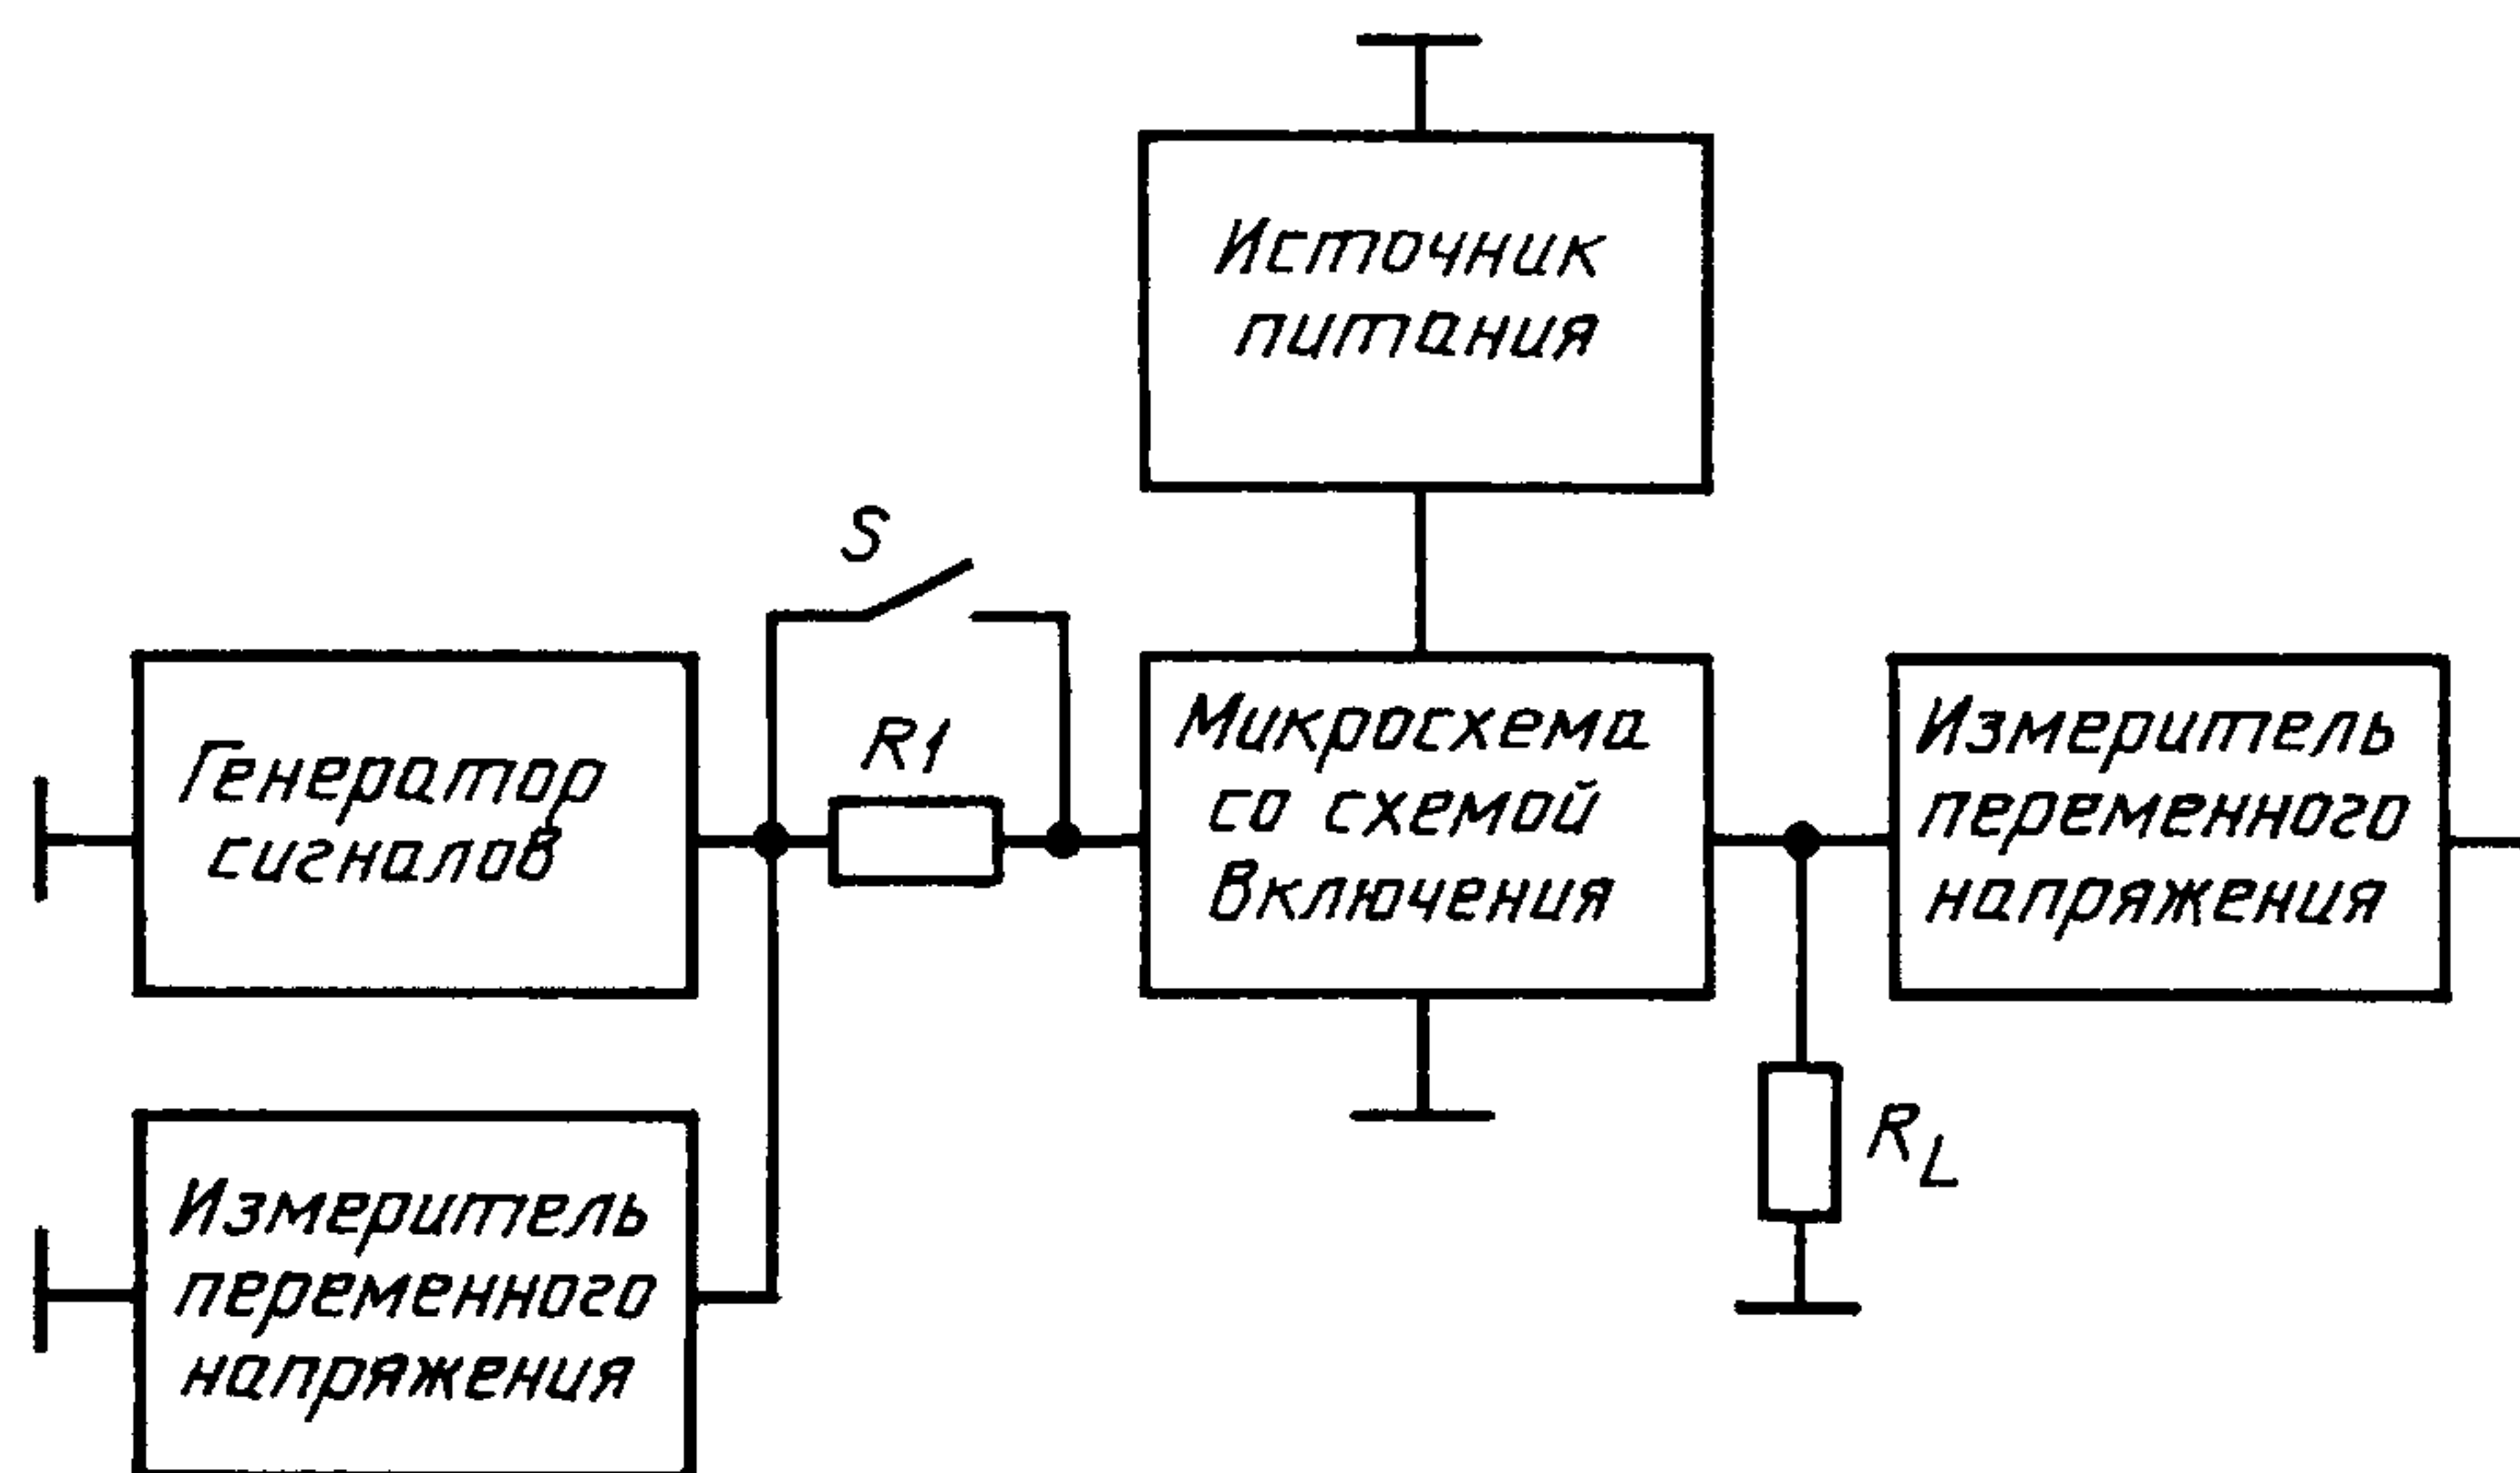 Источник
питания
S
R1
Генератор
сигналов
Микросхема
со схемой
включения
Измеритель
переменного
напряжения
R_L
Измеритель
переменного
напряжения